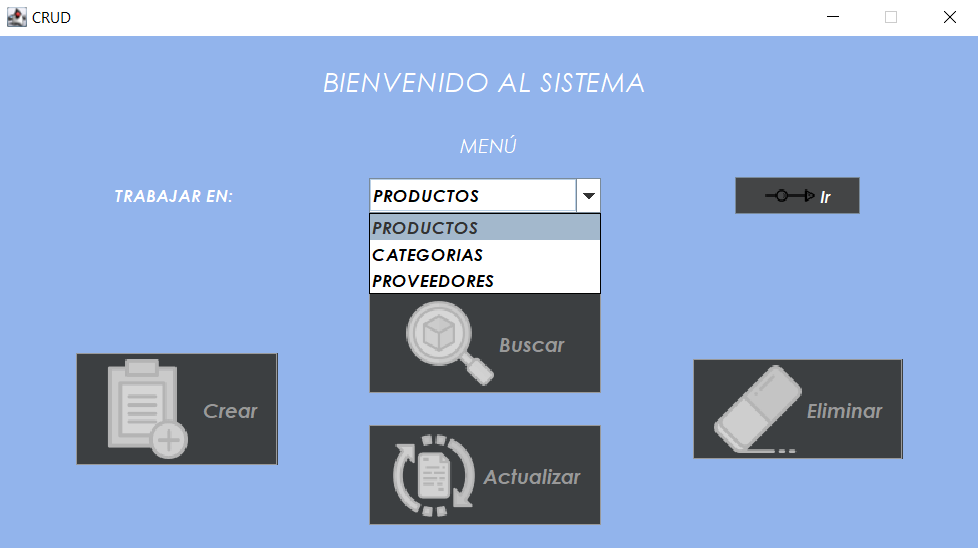 CRUD
BIENVENIDO AL SISTEMA
MENÚ
TRABAJAR EN:
PRODUCTOS
Ir
PRODUCTOS
CATEGORIAS
PROVEEDORES
Buscar
Crear
Eliminar
Actualizar